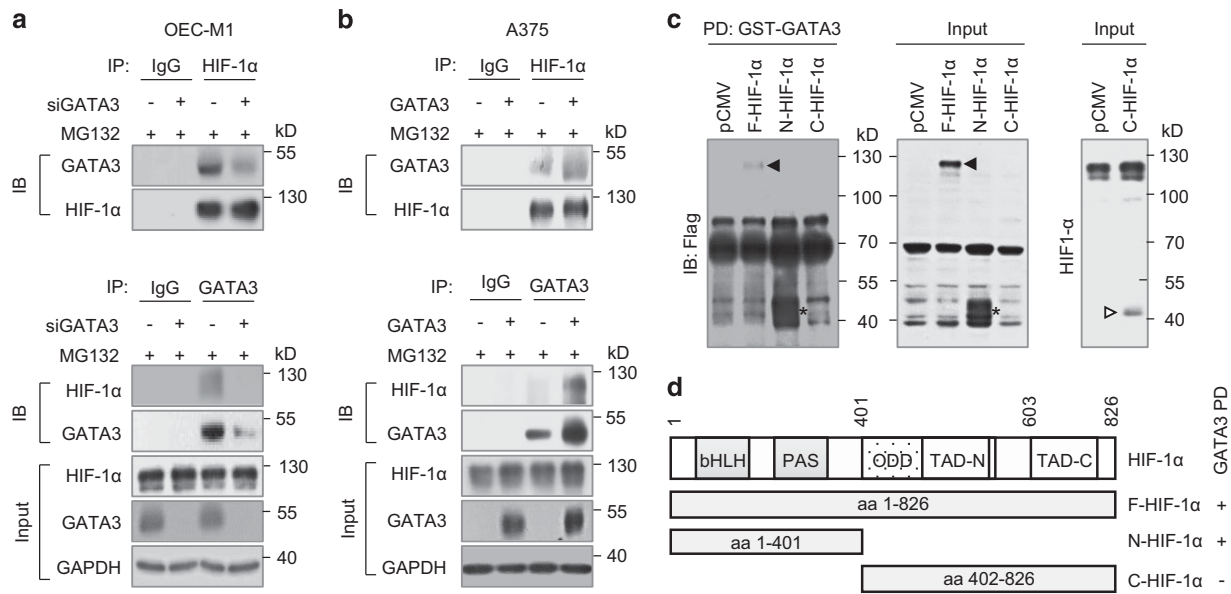 a
OEC-M1
IP: IgG HIF-1α
siGATA3 - + - +
MG132 + + + + kD
IB
GATA3 55
HIF-1α 130
IP: IgG GATA3
siGATA3 - + - +
MG132 + + + + kD
IB
HIF-1α 130
GATA3 55
Input
HIF-1α 130
GATA3 55
GAPDH 40
b
A375
IP: IgG HIF-1α
GATA3 - + - +
MG132 + + + + kD
IB
GATA3 55
HIF-1α 130
IP: IgG GATA3
GATA3 - + - +
MG132 + + + + kD
IB
HIF-1α 130
GATA3 55
Input
HIF-1α 130
GATA3 55
GAPDH 40
c
PD: GST-GATA3 Input Input
pCMV F-HIF-1α N-HIF-1α C-HIF-1α
pCMV F-HIF-1α N-HIF-1α C-HIF-1α
pCMV C-HIF-1α
IB: Flag
kD
130
100
70
55
40
*
*
HIF1-α
kD
130
100
70
55
40
d
1 401 603 826 GATA3 PD
bHLH PAS ODD TAD-N TAD-C HIF-1α
aa 1-826 F-HIF-1α +
aa 1-401 N-HIF-1α +
aa 402-826 C-HIF-1α -